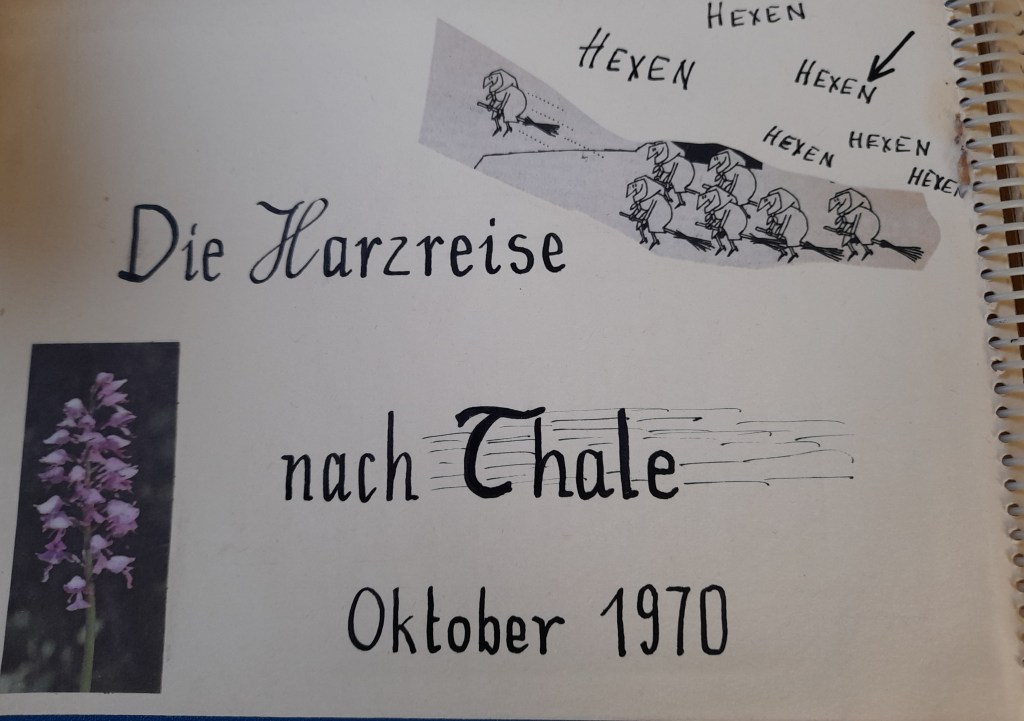 HEXEN
HEXEN
HEXEN
HEXEN
HEXEN
HEXEN
Die Harzreise
nach Thale
Oktober 1970